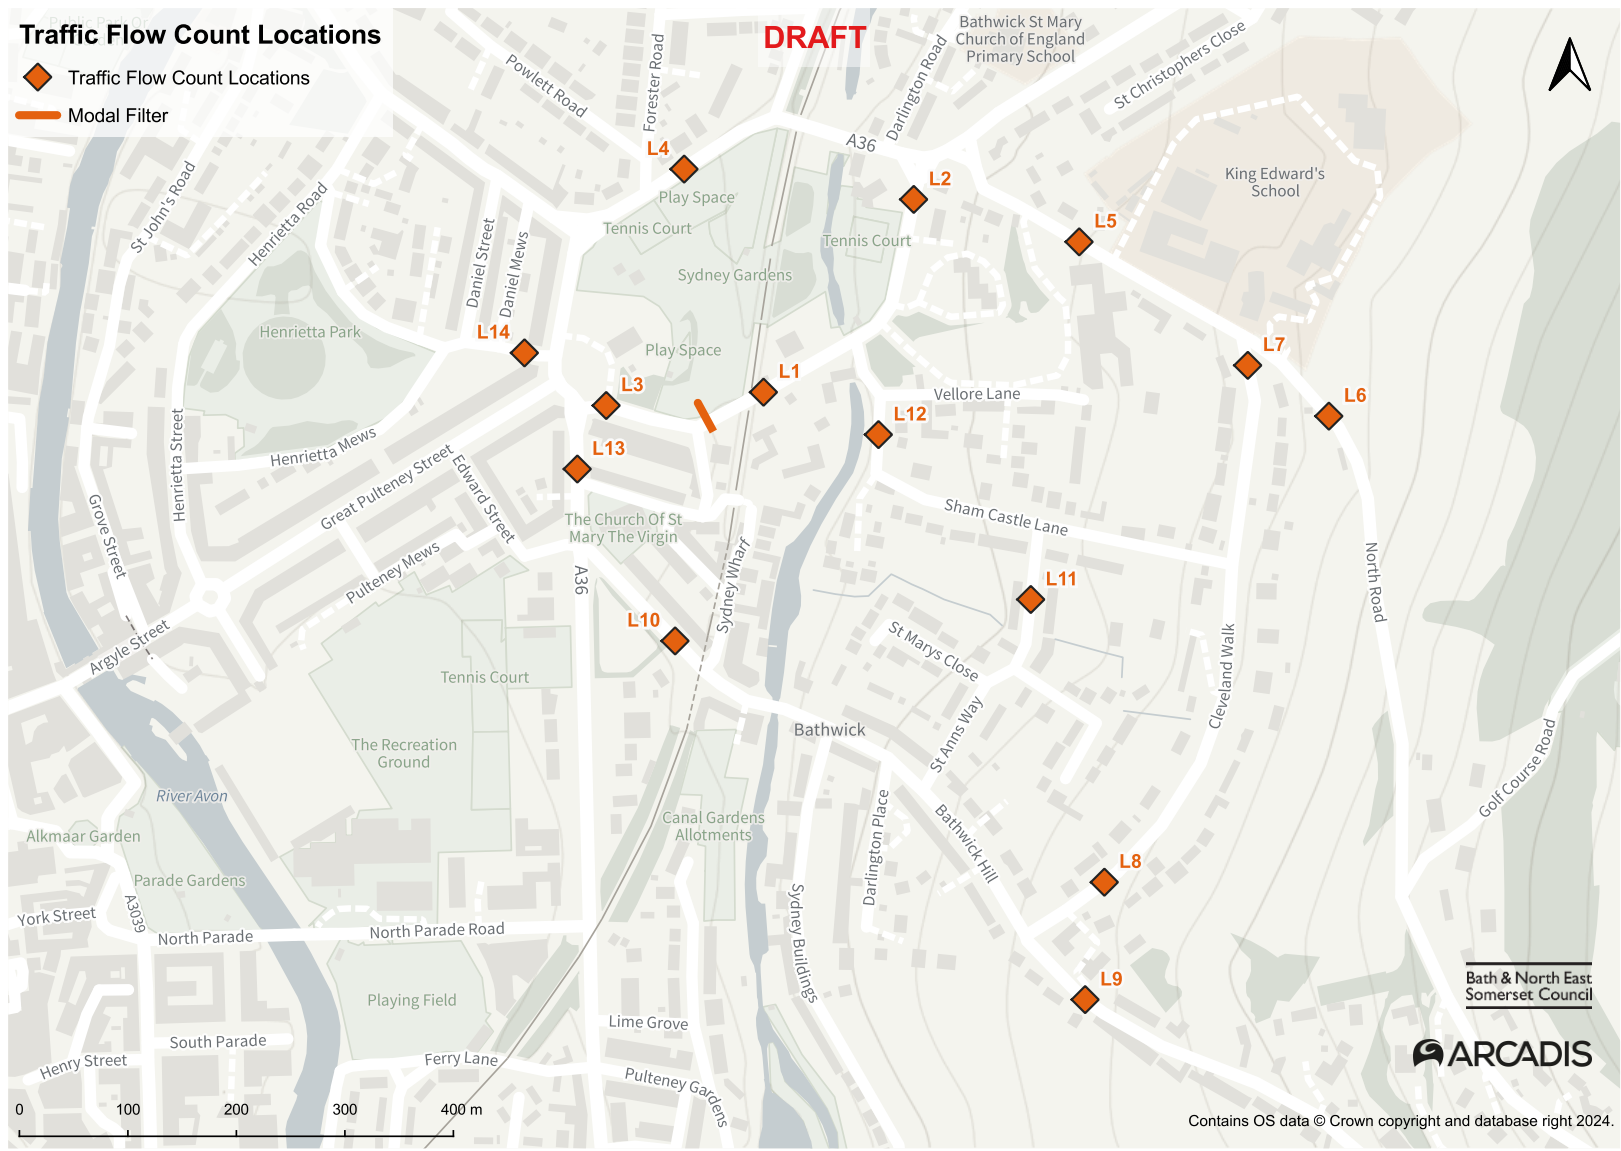 Traffic Flow Count Locations
Traffic Flow Count Locations
Modal Filter
DRAFT
Bathwick St Mary
Church of England
Primary School
St Christophers Close
Darlington Road
Powlett Road
Forester Road
A36
L4
L2
L5
King Edward's
School
St John's Road
Henrietta Road
Play Space
Tennis Court
Tennis Court
Sydney Gardens
Daniel Street
Daniel Mews
Henrietta Park
L14
Play Space
L3
L1
L7
L6
Vellore Lane
L12
L13
Henrietta Street
Henrietta Mews
Great Pulteney Street
Edward Street
Grove Street
The Church Of St
Mary The Virgin
Sham Castle Lane
Pulteney Mews
A36
Sydney Wharf
North Road
L11
L10
Argyle Street
St Marys Close
Cleveland Walk
Tennis Court
Bathwick
St Anns Way
The Recreation
Ground
River Avon
Golf Course Road
Alkmaar Garden
Canal Gardens
Allotments
Darlington Place
Bathwick Hill
L8
Parade Gardens
York Street
A3039
North Parade
North Parade Road
Sydney Buildings
L9
Playing Field
Lime Grove
South Parade
Henry Street
Ferry Lane
Pulteney Gardens
Bath & North East
Somerset Council
ARCADIS
0 100 200 300 400 m
Contains OS data © Crown copyright and database right 2024.